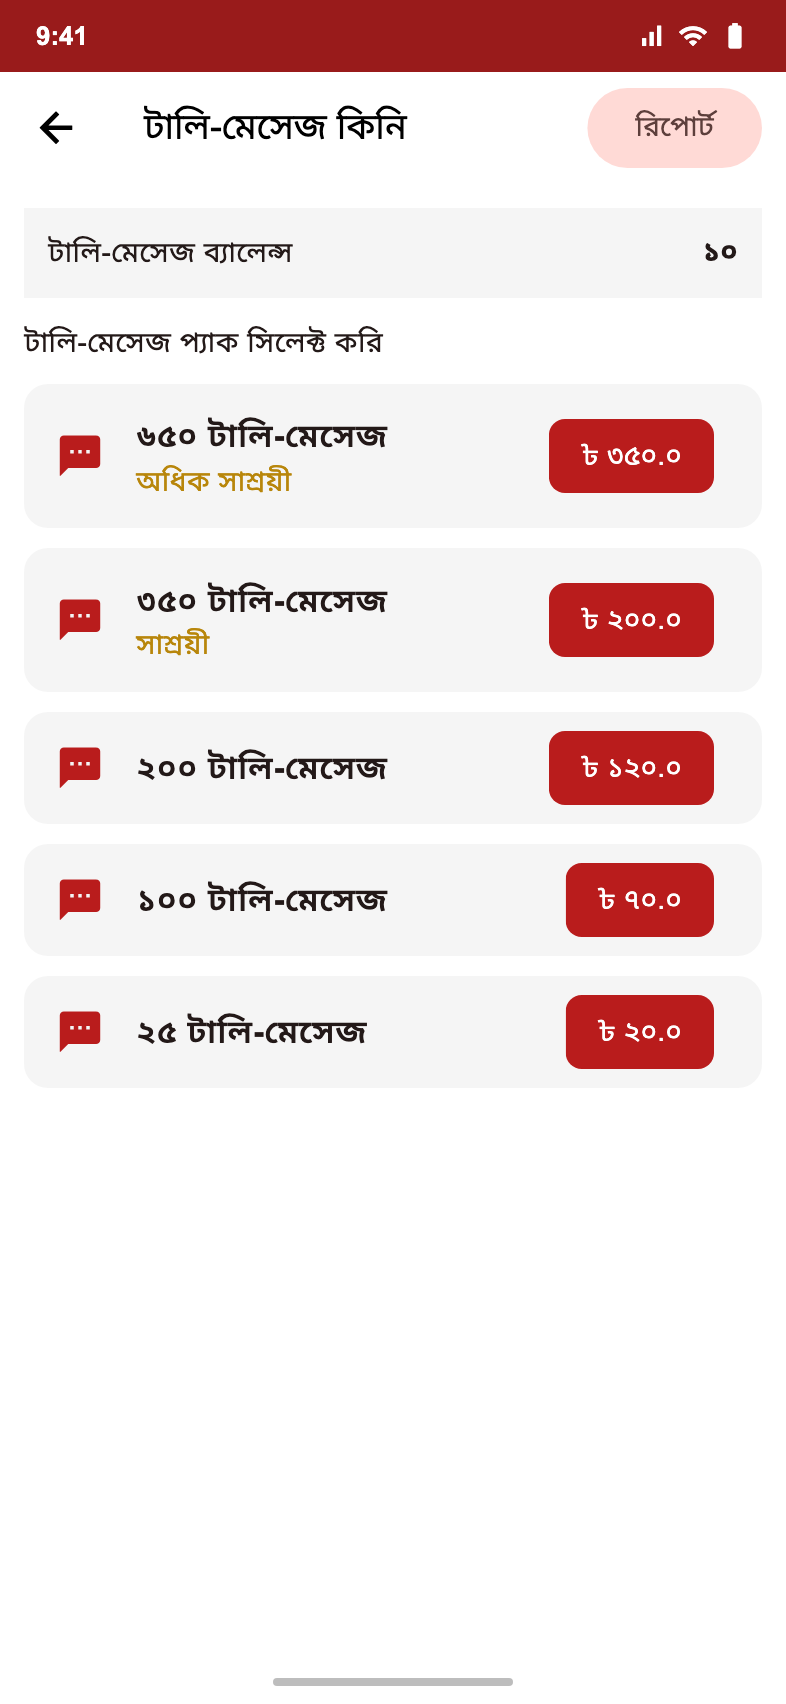 9:41
টালি-মেসেজ কিনি
রিপোর্ট
টালি-মেসেজ ব্যালেন্স ১০
টালি-মেসেজ প্যাক সিলেক্ট করি
৬৫০ টালি-মেসেজ
অধিক সাশ্রয়ী
৳ ৩৫০.০
৩৫০ টালি-মেসেজ
সাশ্রয়ী
৳ ২০০.০
২০০ টালি-মেসেজ
৳ ১২০.০
১০০ টালি-মেসেজ
৳ ৭০.০
২৫ টালি-মেসেজ
৳ ২০.০